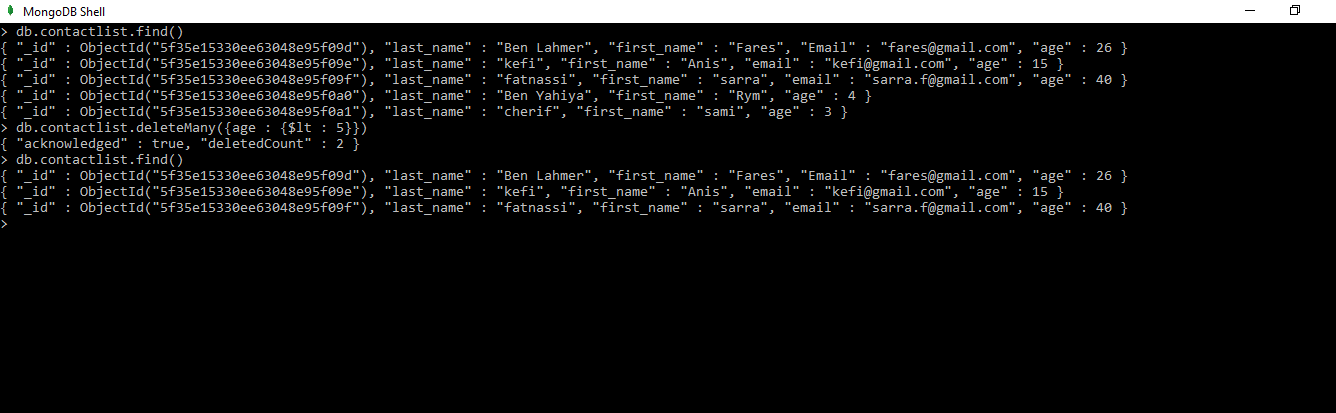 MongoDB Shell
> db.contactlist.find()
{ "_id" : ObjectId("5f35e15330ee63048e95f09d"), "last_name" : "Ben Lahmer", "first_name" : "Fares", "Email" : "fares@gmail.com", "age" : 26 }
{ "_id" : ObjectId("5f35e15330ee63048e95f09e"), "last_name" : "kefi", "first_name" : "Anis", "email" : "kefi@gmail.com", "age" : 15 }
{ "_id" : ObjectId("5f35e15330ee63048e95f09f"), "last_name" : "fatnassi", "first_name" : "sarra", "email" : "sarra.f@gmail.com", "age" : 40 }
{ "_id" : ObjectId("5f35e15330ee63048e95f0a0"), "last_name" : "Ben Yahiya", "first_name" : "Rym", "age" : 4 }
{ "_id" : ObjectId("5f35e15330ee63048e95f0a1"), "last_name" : "cherif", "first_name" : "sami", "age" : 3 }
> db.contactlist.deleteMany({age : {$lt : 5}})
{ "acknowledged" : true, "deletedCount" : 2 }
> db.contactlist.find()
{ "_id" : ObjectId("5f35e15330ee63048e95f09d"), "last_name" : "Ben Lahmer", "first_name" : "Fares", "Email" : "fares@gmail.com", "age" : 26 }
{ "_id" : ObjectId("5f35e15330ee63048e95f09e"), "last_name" : "kefi", "first_name" : "Anis", "email" : "kefi@gmail.com", "age" : 15 }
{ "_id" : ObjectId("5f35e15330ee63048e95f09f"), "last_name" : "fatnassi", "first_name" : "sarra", "email" : "sarra.f@gmail.com", "age" : 40 }
>